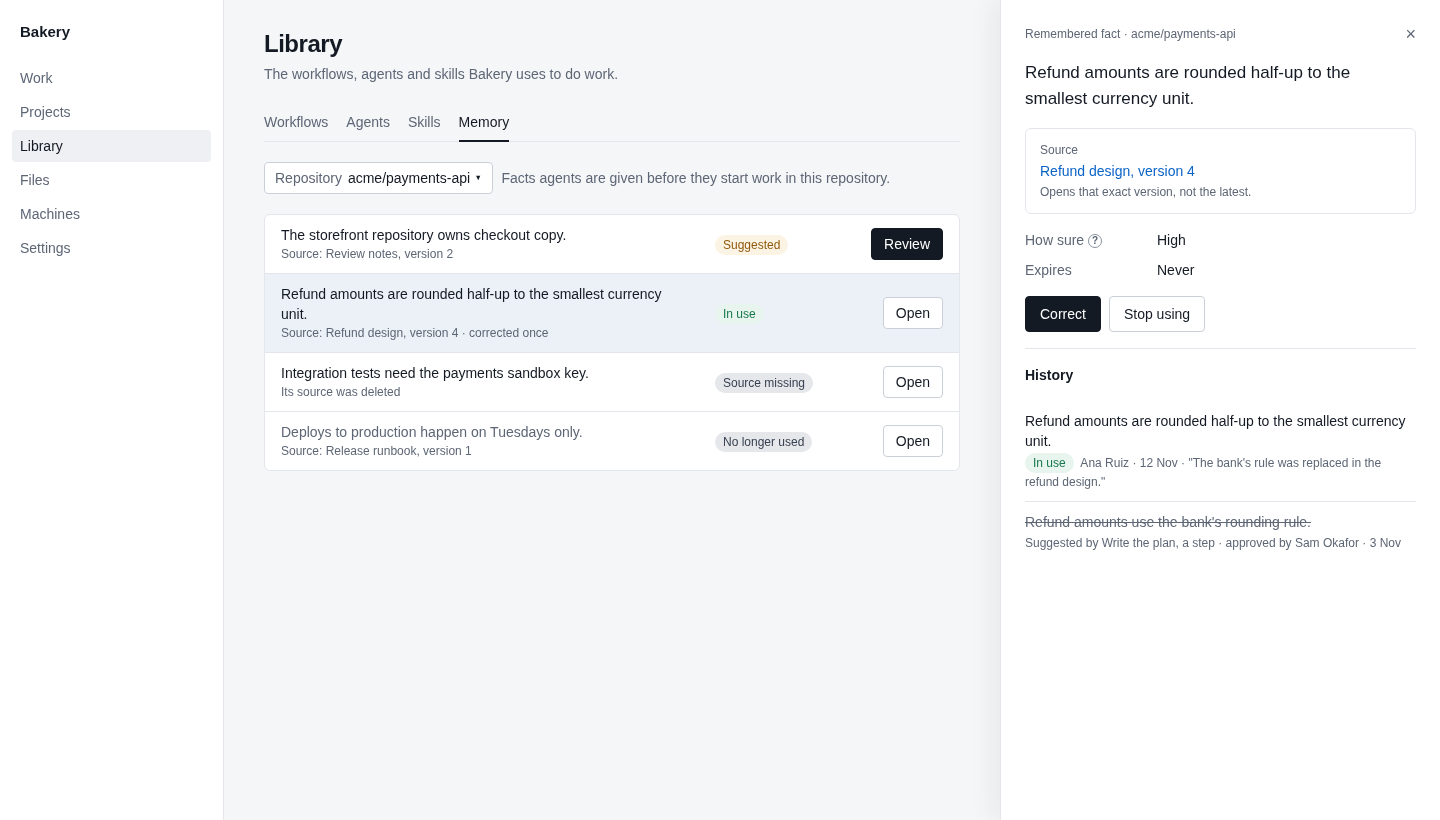 Bakery
Work
Projects
Library
Files
Machines
Settings
Library
The workflows, agents and skills Bakery uses to do work.
Workflows Agents Skills Memory
Repository acme/payments-api ▾ Facts agents are given before they start work in this repository.
The storefront repository owns checkout copy.
Source: Review notes, version 2
Suggested
Review
Refund amounts are rounded half-up to the smallest currency
unit.
Source: Refund design, version 4 · corrected once
In use
Open
Integration tests need the payments sandbox key.
Its source was deleted
Source missing
Open
Deploys to production happen on Tuesdays only.
Source: Release runbook, version 1
No longer used
Open
Remembered fact · acme/payments-api ×
Refund amounts are rounded half-up to the
smallest currency unit.
Source
Refund design, version 4
Opens that exact version, not the latest.
How sure ? High
Expires Never
Correct Stop using
History
Refund amounts are rounded half-up to the smallest currency
unit.
In use Ana Ruiz · 12 Nov · "The bank's rule was replaced in the
refund design."
Refund amounts use the bank's rounding rule.
Suggested by Write the plan, a step · approved by Sam Okafor · 3 Nov